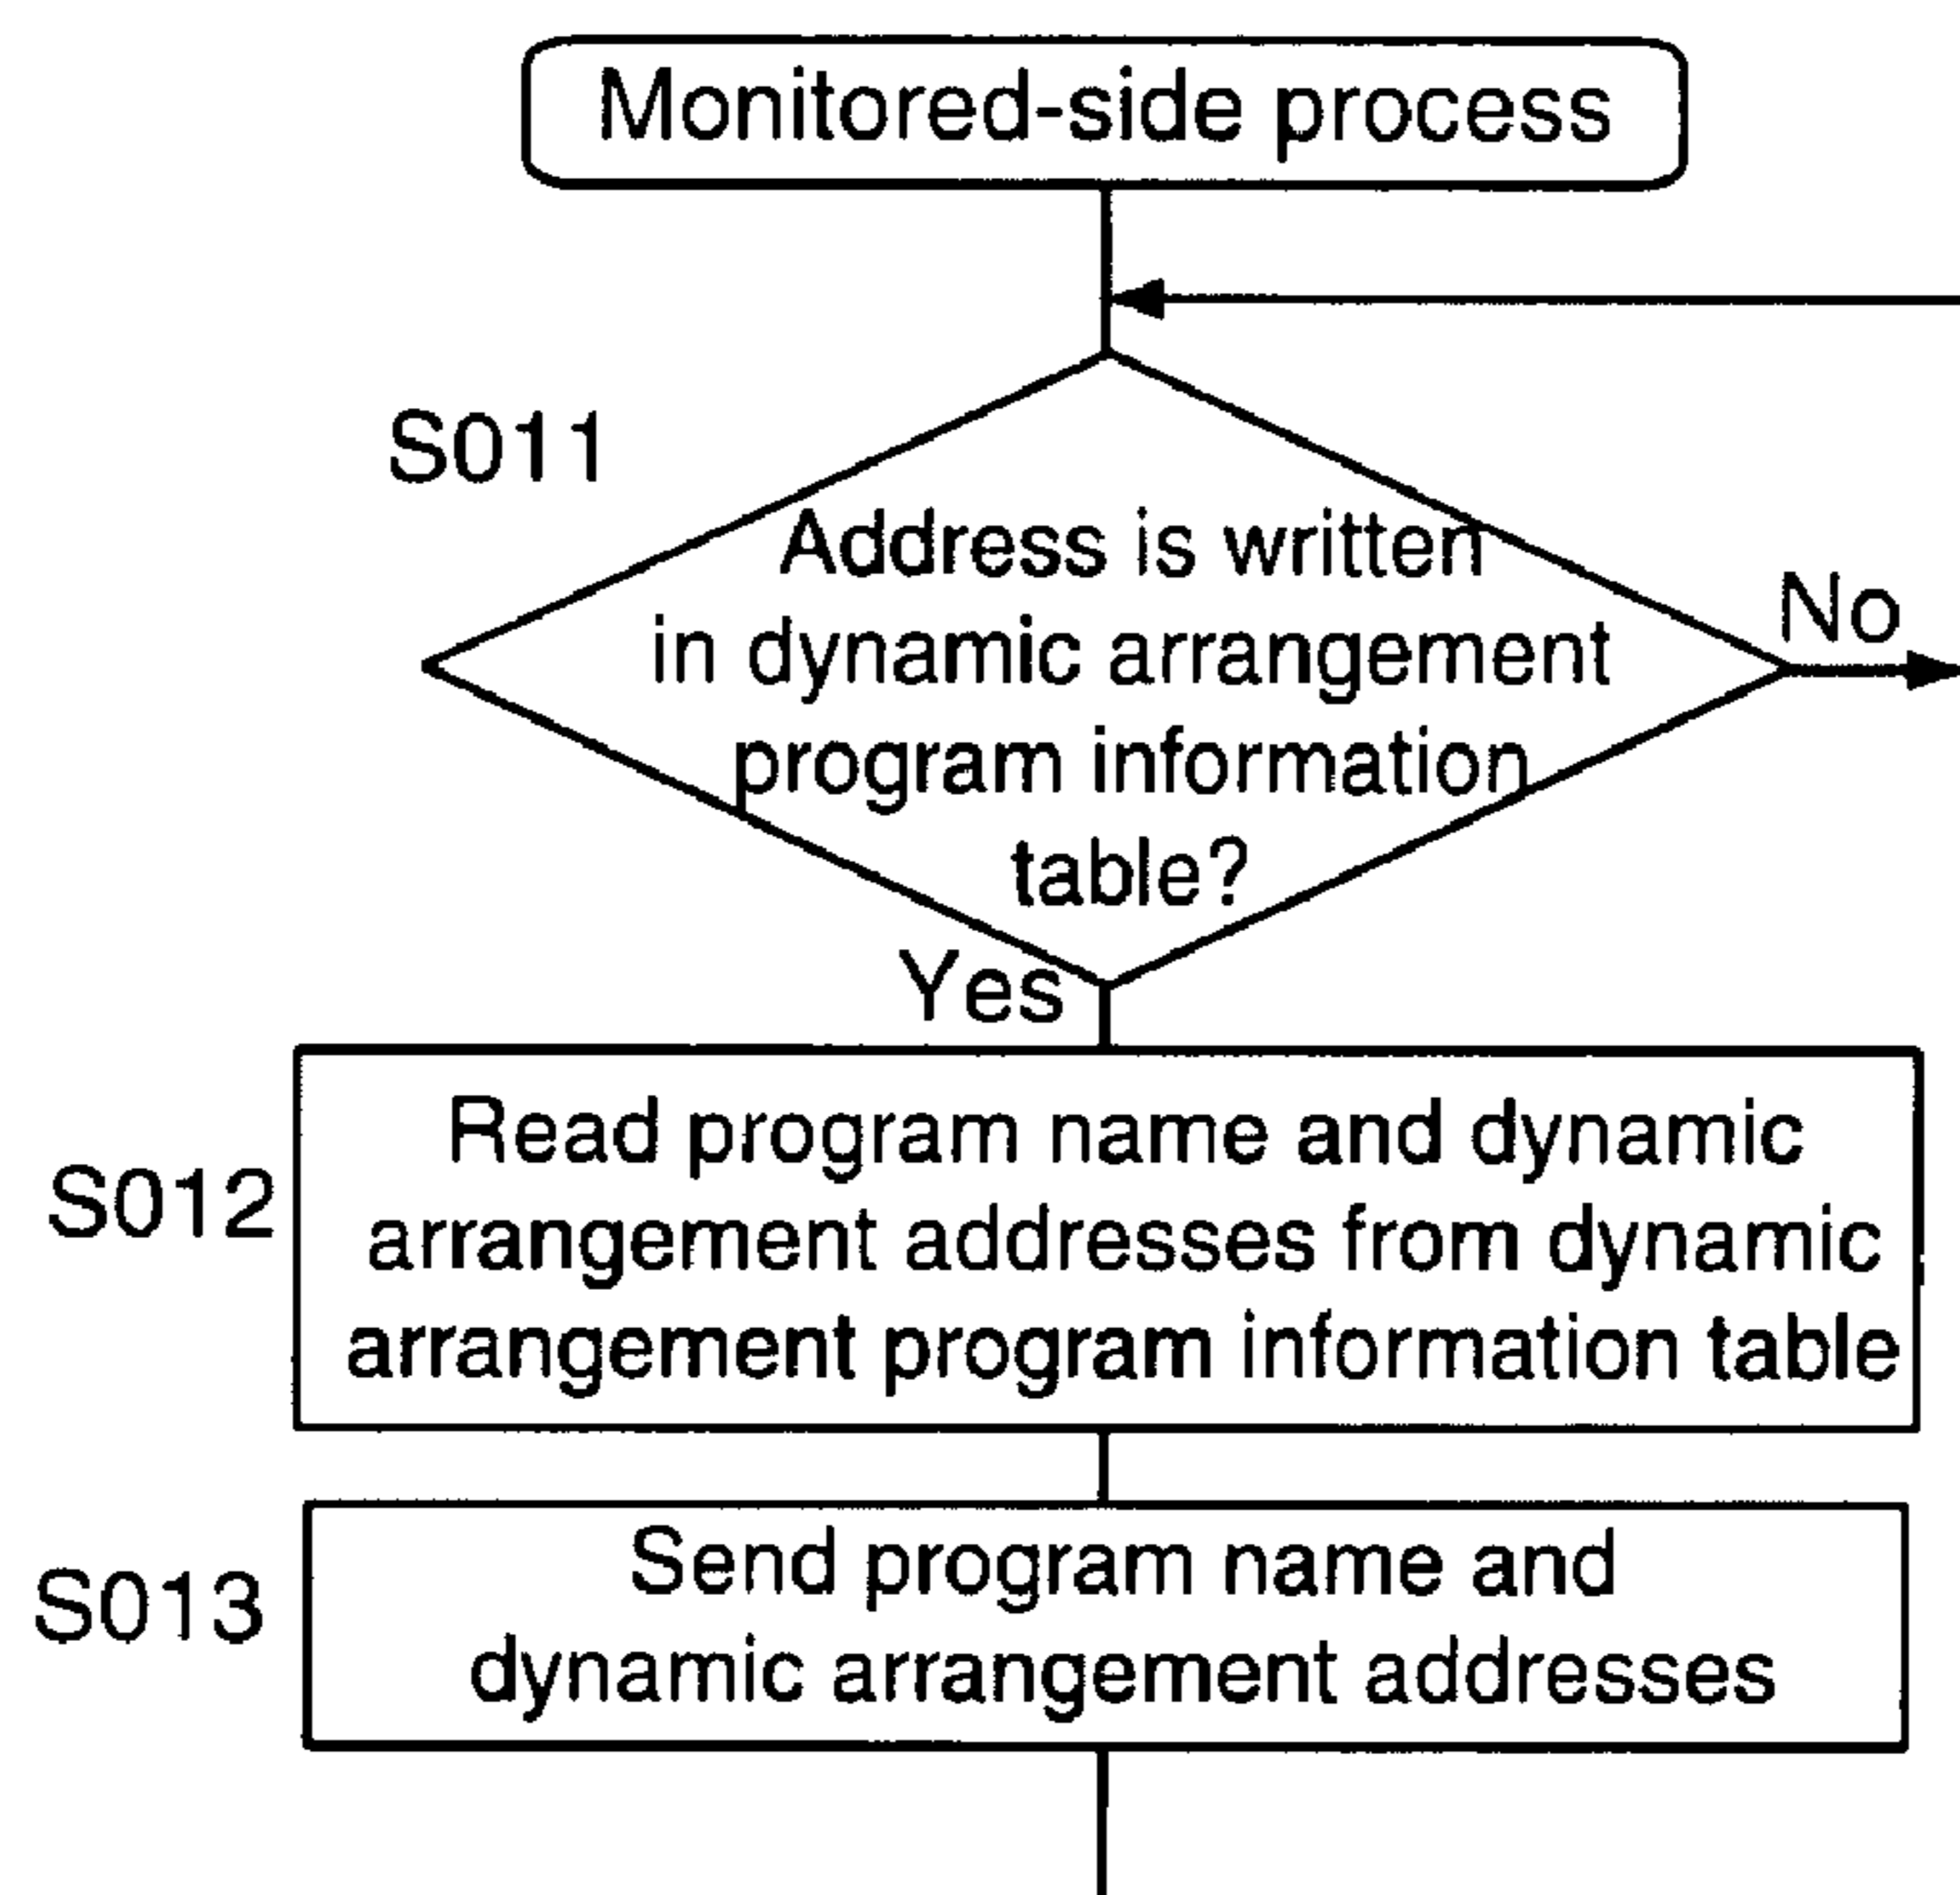 Monitored-side process
S011
Address is written
in dynamic arrangement
program information
table?
No
Yes
S012
Read program name and dynamic
arrangement addresses from dynamic
arrangement program information table
S013
Send program name and
dynamic arrangement addresses